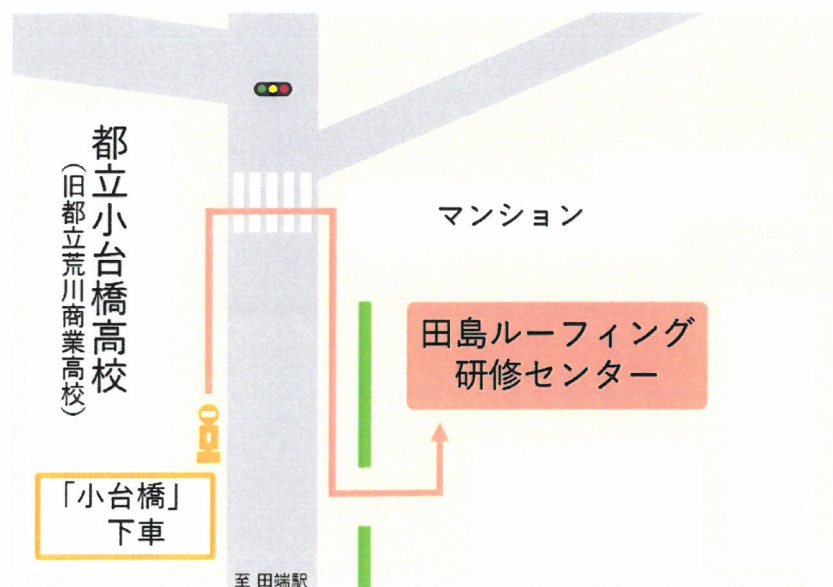 都立小台橋高校
（旧都立荒川商業高校）
マンション
田島ルーフィング
研修センター
「小台橋」
下車
至 田端駅